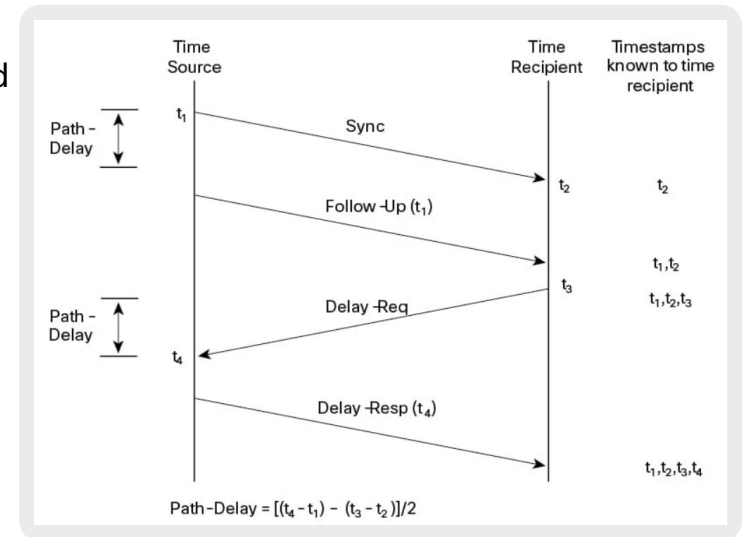 d
Time
Source
Time
Recipient
Timestamps
known to time
recipient
Path-
Delay
t₁
Sync
t₂
t₂
Follow-Up (t₁)
t₁,t₂
t₃
t₁,t₂,t₃
Path-
Delay
Delay-Req
t₄
Delay-Resp (t₄)
t₁,t₂,t₃,t₄
Path-Delay = [(t₄-t₁) - (t₃-t₂)]/2